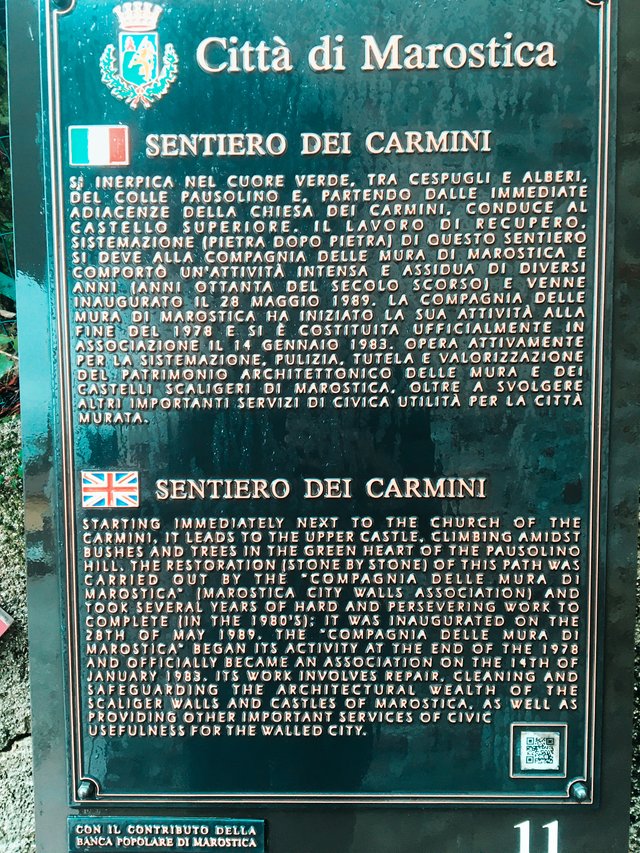 Città di Marostica
SENTIERO DEI CARMINI
SI INERPICA NEL CUORE VERDE, TRA CESPUGLI E ALBERI,
DEL COLLE PAUSOLINO E, PARTENDO DALLE IMMEDIATE
ADIACENZE DELLA CHIESA DEI CARMINI, CONDUCE AL
CASTELLO SUPERIORE. IL LAVORO DI RECUPERO,
SISTEMAZIONE (PIETRA DOPO PIETRA) DI QUESTO SENTIERO
SI DEVE ALLA COMPAGNIA DELLE MURA DI MAROSTICA E
COMPORTÒ UN'ATTIVITÀ INTENSA E ASSIDUA DI DIVERSI
ANNI (ANNI OTTANTA DEL SECOLO SCORSO) E VENNE
INAUGURATO IL 28 MAGGIO 1989. LA COMPAGNIA DELLE
MURA DI MAROSTICA HA INIZIATO LA SUA ATTIVITÀ ALLA
FINE DEL 1978 E SI È COSTITUITA UFFICIALMENTE IN
ASSOCIAZIONE IL 14 GENNAIO 1983. OPERA ATTIVAMENTE
PER LA SISTEMAZIONE, PULIZIA, TUTELA E VALORIZZAZIONE
DEL PATRIMONIO ARCHITETTONICO DELLE MURA E DEI
CASTELLI SCALIGERI DI MAROSTICA, OLTRE A SVOLGERE
ALTRI IMPORTANTI SERVIZI DI CIVICA UTILITÀ PER LA CITTÀ
MURATA.
SENTIERO DEI CARMINI
STARTING IMMEDIATELY NEXT TO THE CHURCH OF THE
CARMINI, IT LEADS TO THE UPPER CASTLE, CLIMBING AMIDST
BUSHES AND TREES IN THE GREEN HEART OF THE PAUSOLINO
HILL. THE RESTORATION (STONE BY STONE) OF THIS PATH WAS
CARRIED OUT BY THE "COMPAGNIA DELLE MURA DI
MAROSTICA" (MAROSTICA CITY WALLS ASSOCIATION) AND
TOOK SEVERAL YEARS OF HARD AND PERSEVERING WORK TO
COMPLETE (IN THE 1980'S); IT WAS INAUGURATED ON THE
28TH OF MAY 1989. THE "COMPAGNIA DELLE MURA DI
MAROSTICA" BEGAN ITS ACTIVITY AT THE END OF THE 1978
AND OFFICIALLY BECAME AN ASSOCIATION ON THE 14TH OF
JANUARY 1983. ITS WORK INVOLVES REPAIR, CLEANING AND
SAFEGUARDING THE ARCHITECTURAL WEALTH OF THE
SCALIGER WALLS AND CASTLES OF MAROSTICA, AS WELL AS
PROVIDING OTHER IMPORTANT SERVICES OF CIVIC
USEFULNESS FOR THE WALLED CITY.
CON IL CONTRIBUTO DELLA
BANCA POPOLARE DI MAROSTICA
11